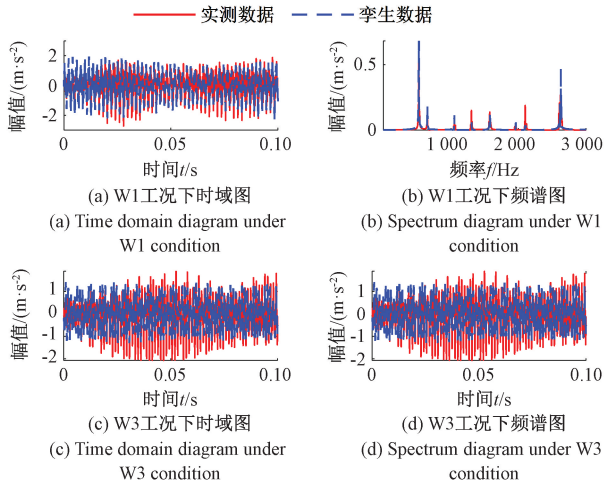 实测数据 孪生数据
幅值/(m·s⁻²)
2
0
-2
0 0.05 0.10
时间t/s
(a) W1工况下时域图
(a) Time domain diagram under
W1 condition
幅值/(m·s⁻²)
0.5
0
1 000 2 000 3 000
频率f/Hz
(b) W1工况下频谱图
(b) Spectrum diagram under W1
condition
幅值/(m·s⁻²)
1
0
-1
-2
0 0.05 0.10
时间t/s
(c) W3工况下时域图
(c) Time domain diagram under
W3 condition
幅值/(m·s⁻²)
1
0
-1
-2
0 0.05 0.10
时间t/s
(d) W3工况下频谱图
(d) Spectrum diagram under W3
condition